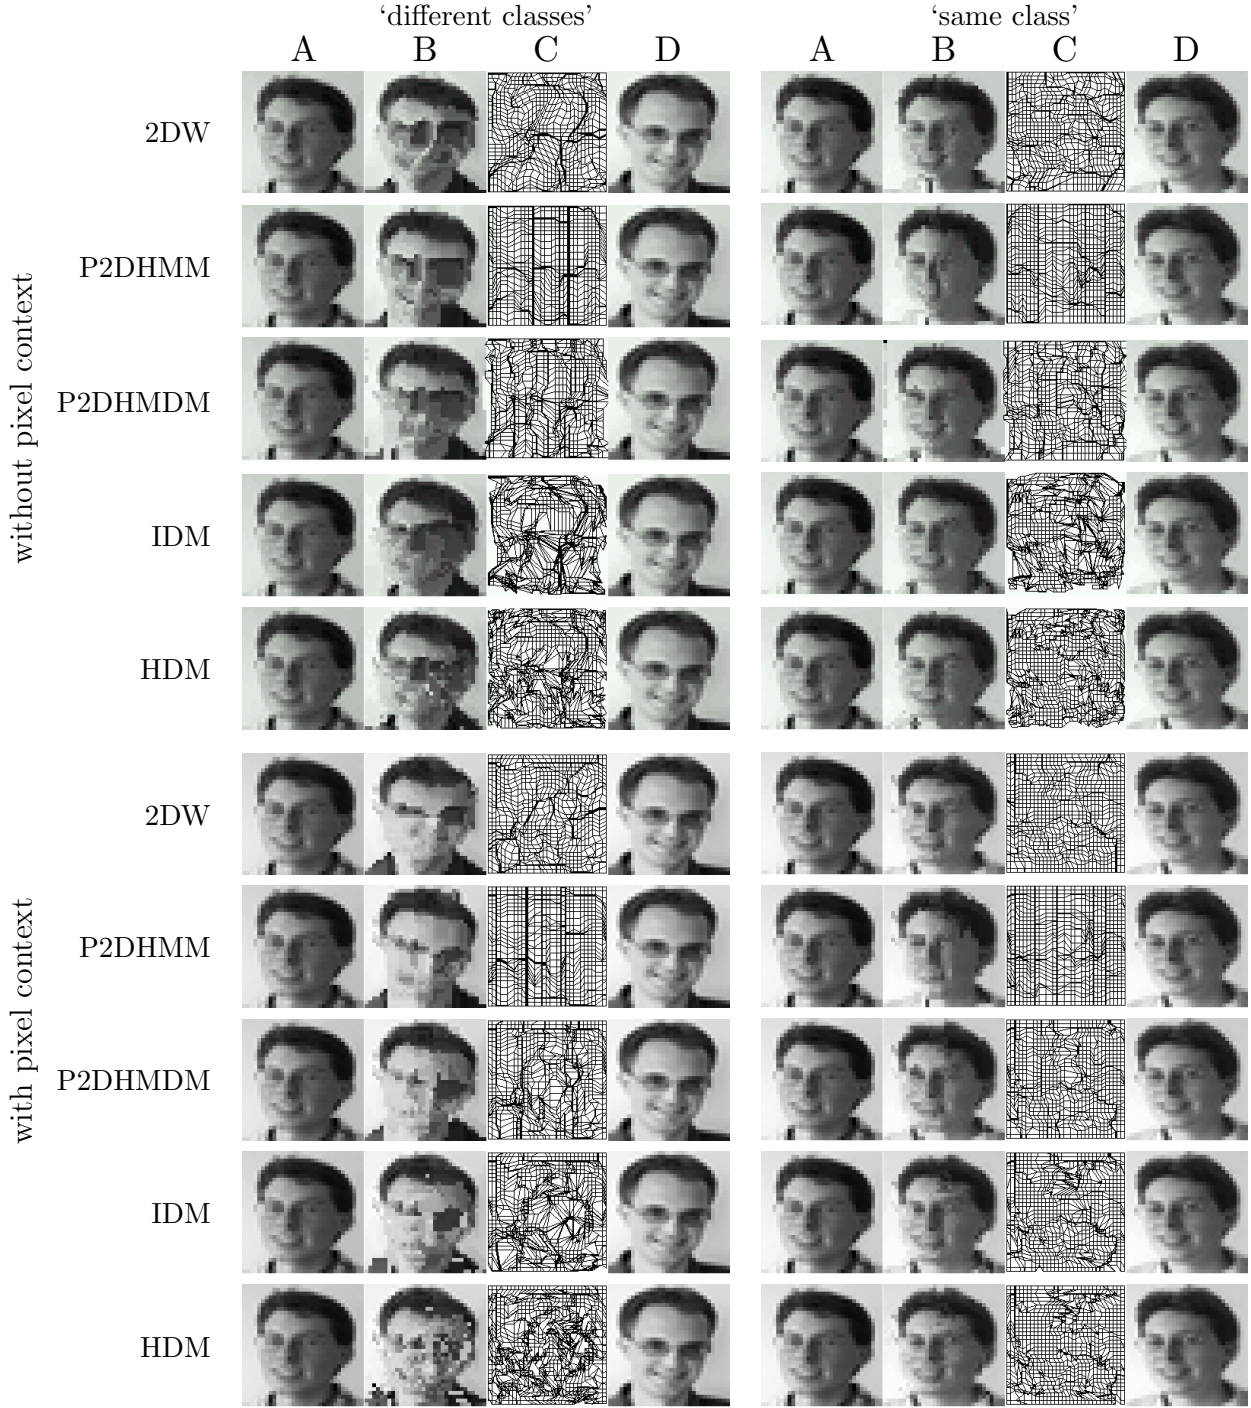 ‘different classes’ ‘same class’
A B C D A B C D
without pixel context
2DW
P2DHMM
P2DHMDM
IDM
HDM
with pixel context
2DW
P2DHMM
P2DHMDM
IDM
HDM